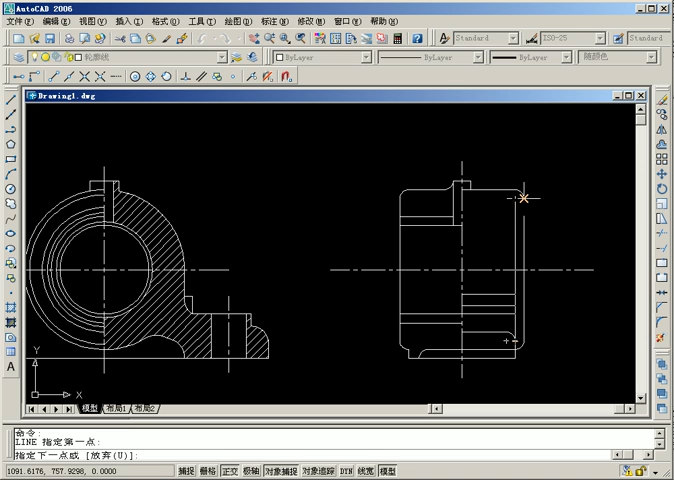 AutoCAD 2006
文件(F) 编辑(E) 视图(V) 插入(I) 格式(O) 工具(T) 绘图(D) 标注(N) 修改(M) 窗口(W) 帮助(H)
Standard ISO-25 Standard
轮廓线 ByLayer ByLayer ByLayer 随颜色
Drawing1.dwg
Y
X
A
模型 布局1 布局2
命令:
LINE 指定第一点:
指定下一点或 [放弃(U)]:
1091.6176, 757.9298, 0.0000 捕捉 栅格 正交 极轴 对象捕捉 对象追踪 DYN 线宽 模型